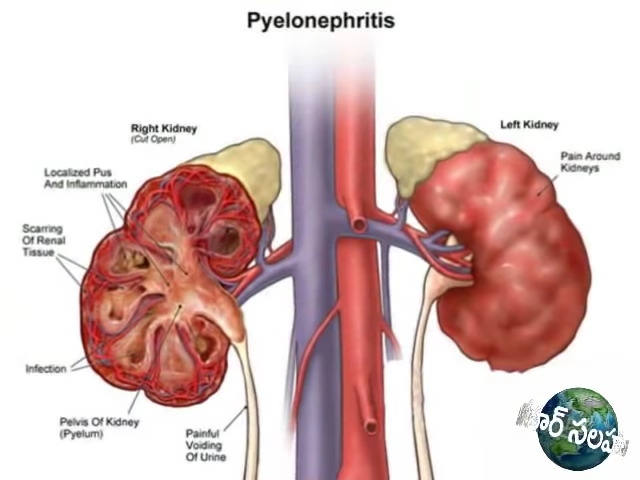 Pyelonephritis
Right Kidney
(Cut Open)
Left Kidney
Pain Around
Kidneys
Localized Pus
And Inflammation
Scarring
Of Renal
Tissue
Infection
Pelvis Of Kidney
(Pyelum)
Painful
Voiding
Of Urine